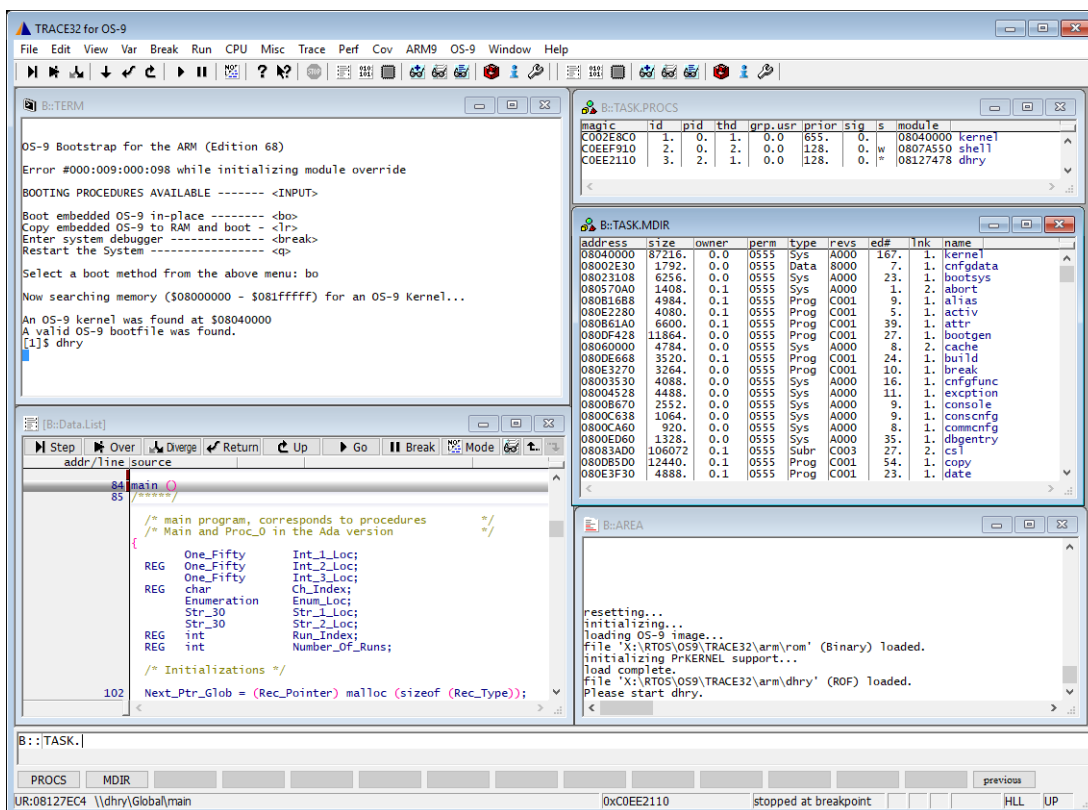 TRACE32 for OS-9
File Edit View Var Break Run CPU Misc Trace Perf Cov ARM9 OS-9 Window Help
B::TERM
OS-9 Bootstrap for the ARM (Edition 68)
Error #000:009:000:098 while initializing module override
BOOTING PROCEDURES AVAILABLE ------- <INPUT>
Boot embedded OS-9 in-place -------- <bo>
Copy embedded OS-9 to RAM and boot - <lr>
Enter system debugger -------------- <break>
Restart the System ----------------- <q>
Select a boot method from the above menu: bo
Now searching memory ($08000000 - $081fffff) for an OS-9 Kernel...
An OS-9 kernel was found at $08040000
A valid OS-9 bootfile was found.
[1]$ dhry
B::TASK.PROCS
magic id pid thd grp.usr prior sig s module
C002E8C0 1. 0. 1. 0.0 655. 0. 08040000 kernel
C0EEF910 2. 0. 2. 0.0 128. 0. w 0807A550 shell
C0EE2110 3. 2. 1. 0.0 128. 0. * 08127478 dhry
B::TASK.MDIR
address size owner perm type revs ed# lnk name
08040000 87216. 0.0 0555 Sys A000 167. 1. kernel
08002E30 1792. 0.0 0555 Data 8000 7. 1. cnfgdata
08023108 6256. 0.0 0555 Sys A000 23. 1. bootsys
080570A0 1408. 0.1 0555 Sys A000 1. 2. abort
080B16B8 4984. 0.1 0555 Prog C001 9. 1. alias
080E2280 4080. 0.1 0555 Prog C001 5. 1. activ
080B61A0 6600. 0.1 0555 Prog C001 39. 1. attr
080DF428 11864. 0.1 0555 Prog C001 27. 1. bootgen
08060000 4784. 0.0 0555 Sys A000 8. 2. cache
080DE668 3520. 0.1 0555 Prog C001 24. 1. build
080E3270 3264. 0.1 0555 Prog C001 10. 1. break
08003530 4088. 0.0 0555 Sys A000 16. 1. cnfgfunc
08004528 4488. 0.0 0555 Sys A000 11. 1. excption
0800B670 2552. 0.0 0555 Sys A000 9. 1. console
0800C638 1064. 0.0 0555 Sys A000 9. 1. conscnfg
0800CA60 920. 0.0 0555 Sys A000 8. 1. commcnfg
0800ED60 1328. 0.0 0555 Sys A000 35. 1. dbgentry
08083AD0 106072 0.1 0555 Subr C003 27. 2. csl
080DB5D0 12440. 0.1 0555 Prog C001 54. 1. copy
080E3F30 4888. 0.1 0555 Prog C001 23. 1. date
[B::Data.List]
Step Over Diverge Return Up Go Break Mode t..
addr/line source
84 main ()
85 /*****/
/* main program, corresponds to procedures */
/* Main and Proc_0 in the Ada version */
{
One_Fifty Int_1_Loc;
REG One_Fifty Int_2_Loc;
One_Fifty Int_3_Loc;
REG char Ch_Index;
Enumeration Enum_Loc;
Str_30 Str_1_Loc;
Str_30 Str_2_Loc;
REG int Run_Index;
REG int Number_Of_Runs;
/* Initializations */
102 Next_Ptr_Glob = (Rec_Pointer) malloc (sizeof (Rec_Type));
B::AREA
resetting...
initializing...
loading OS-9 image...
file 'X:\RTOS\OS9\TRACE32\arm\rom' (Binary) loaded.
initializing PrKERNEL support...
load complete.
file 'X:\RTOS\OS9\TRACE32\arm\dhry' (ROF) loaded.
Please start dhry.
B::TASK.
PROCS MDIR previous
UR:08127EC4 \\dhry\Global\main 0xC0EE2110 stopped at breakpoint HLL UP